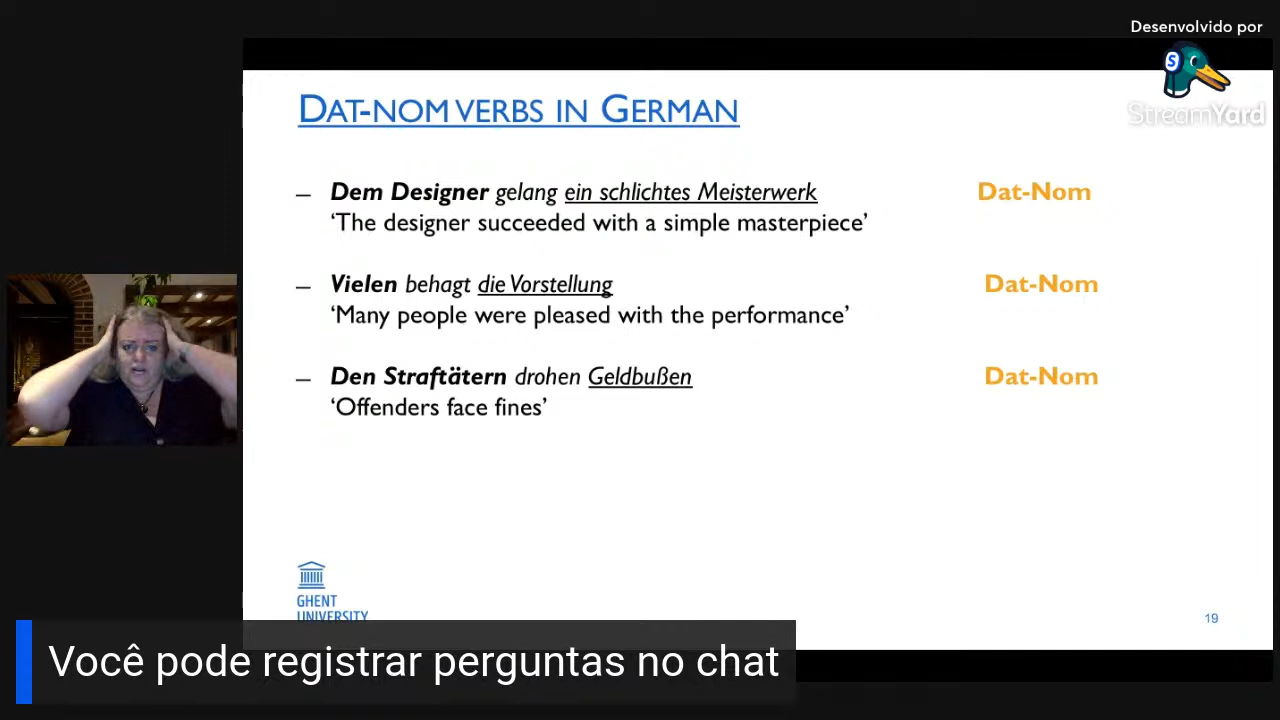 Desenvolvido por
StreamYard
DAT-NOM VERBS IN GERMAN
– Dem Designer gelang ein schlichtes Meisterwerk Dat-Nom
‘The designer succeeded with a simple masterpiece’
– Vielen behagt die Vorstellung Dat-Nom
‘Many people were pleased with the performance’
– Den Straftätern drohen Geldbußen Dat-Nom
‘Offenders face fines’
GHENT
UNIVERSITY
19
Você pode registrar perguntas no chat